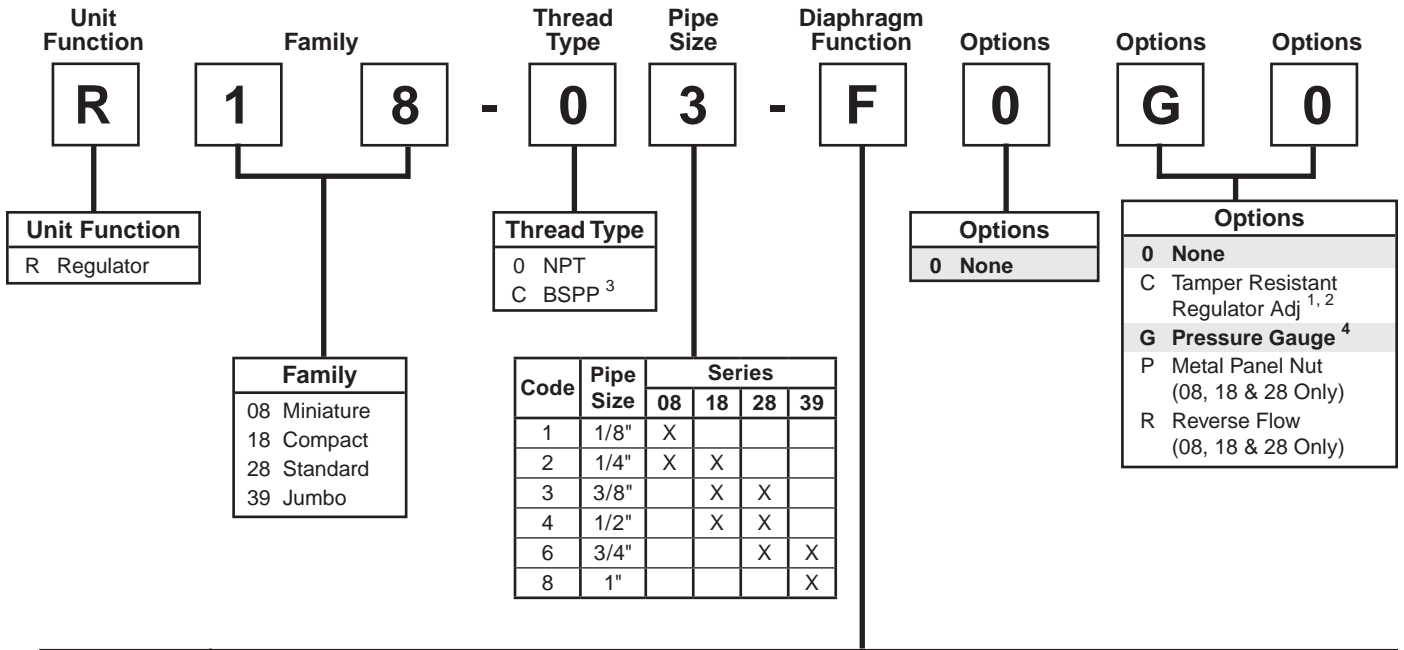 Unit Function Family Thread Type Pipe Size Diaphragm Function Options Options Options
R 1 8 - 0 3 - F 0 G 0
Unit Function
R Regulator
Family
08 Miniature
18 Compact
28 Standard
39 Jumbo
Thread Type
0 NPT
C BSPP 3
Code Pipe Size Series
08 18 28 39
1 1/8" X
2 1/4" X X
3 3/8" X X
4 1/2" X X
6 3/4" X X
8 1" X
Options
0 None
Options
0 None
C Tamper Resistant
Regulator Adj 1, 2
G Pressure Gauge 4
P Metal Panel Nut
(08, 18 & 28 Only)
R Reverse Flow
(08, 18 & 28 Only)